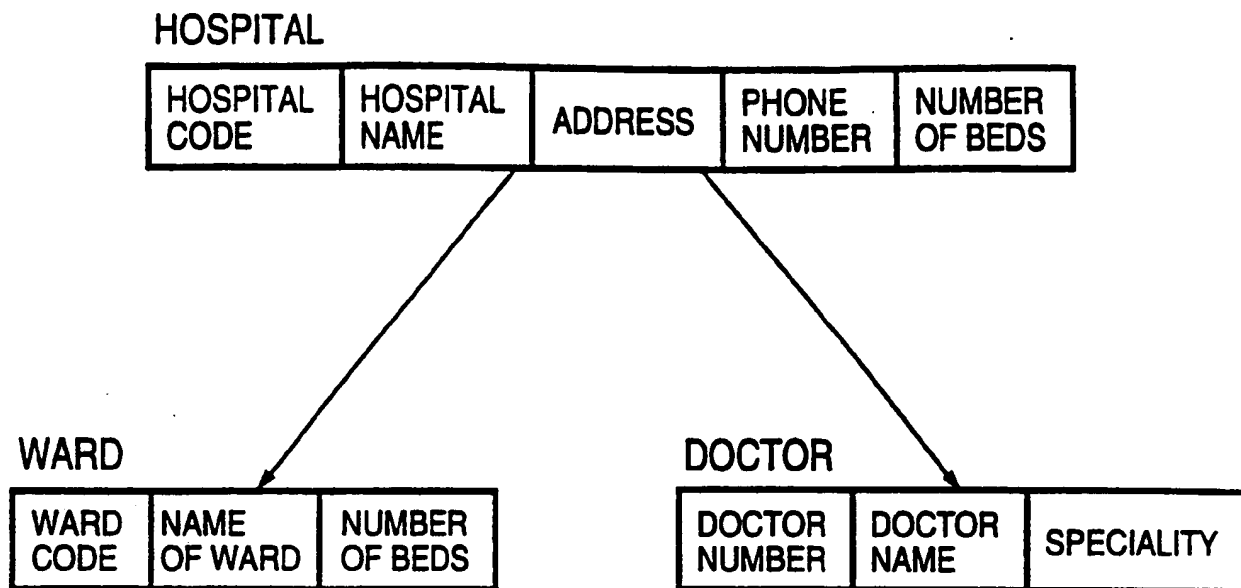 HOSPITAL
HOSPITAL CODE
HOSPITAL NAME
ADDRESS
PHONE NUMBER
NUMBER OF BEDS
WARD
WARD CODE
NAME OF WARD
NUMBER OF BEDS
DOCTOR
DOCTOR NUMBER
DOCTOR NAME
SPECIALITY